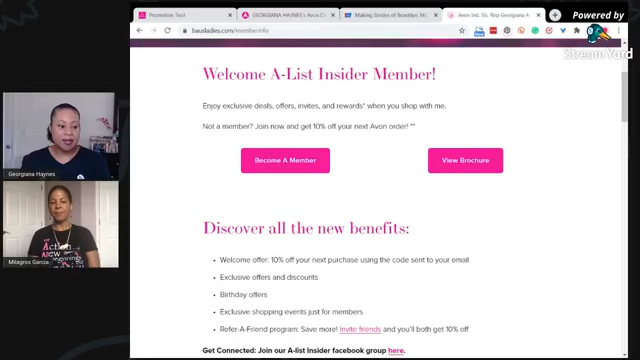 Promotion Tool
GEORGIANA HAYNES's Avon C
"Making Strides of Brooklyn: M
Avon Ind. Sls. Rep Georgiana A
Powered by
StreamYard
bausladies.com/memberinfo
Welcome A-List Insider Member!
Enjoy exclusive deals, offers, invites, and rewards* when you shop with me.
Not a member? Join now and get 10% off your next Avon order! **
Become A Member
View Brochure
Georgiana Haynes
Discover all the new benefits:
Welcome offer: 10% off your next purchase using the code sent to your email
Milagros Garcia
Exclusive offers and discounts
Birthday offers
Exclusive shopping events just for members
Refer-A-Friend program: Save more! Invite friends and you'll both get 10% off
Get Connected: Join our A-list Insider facebook group here.